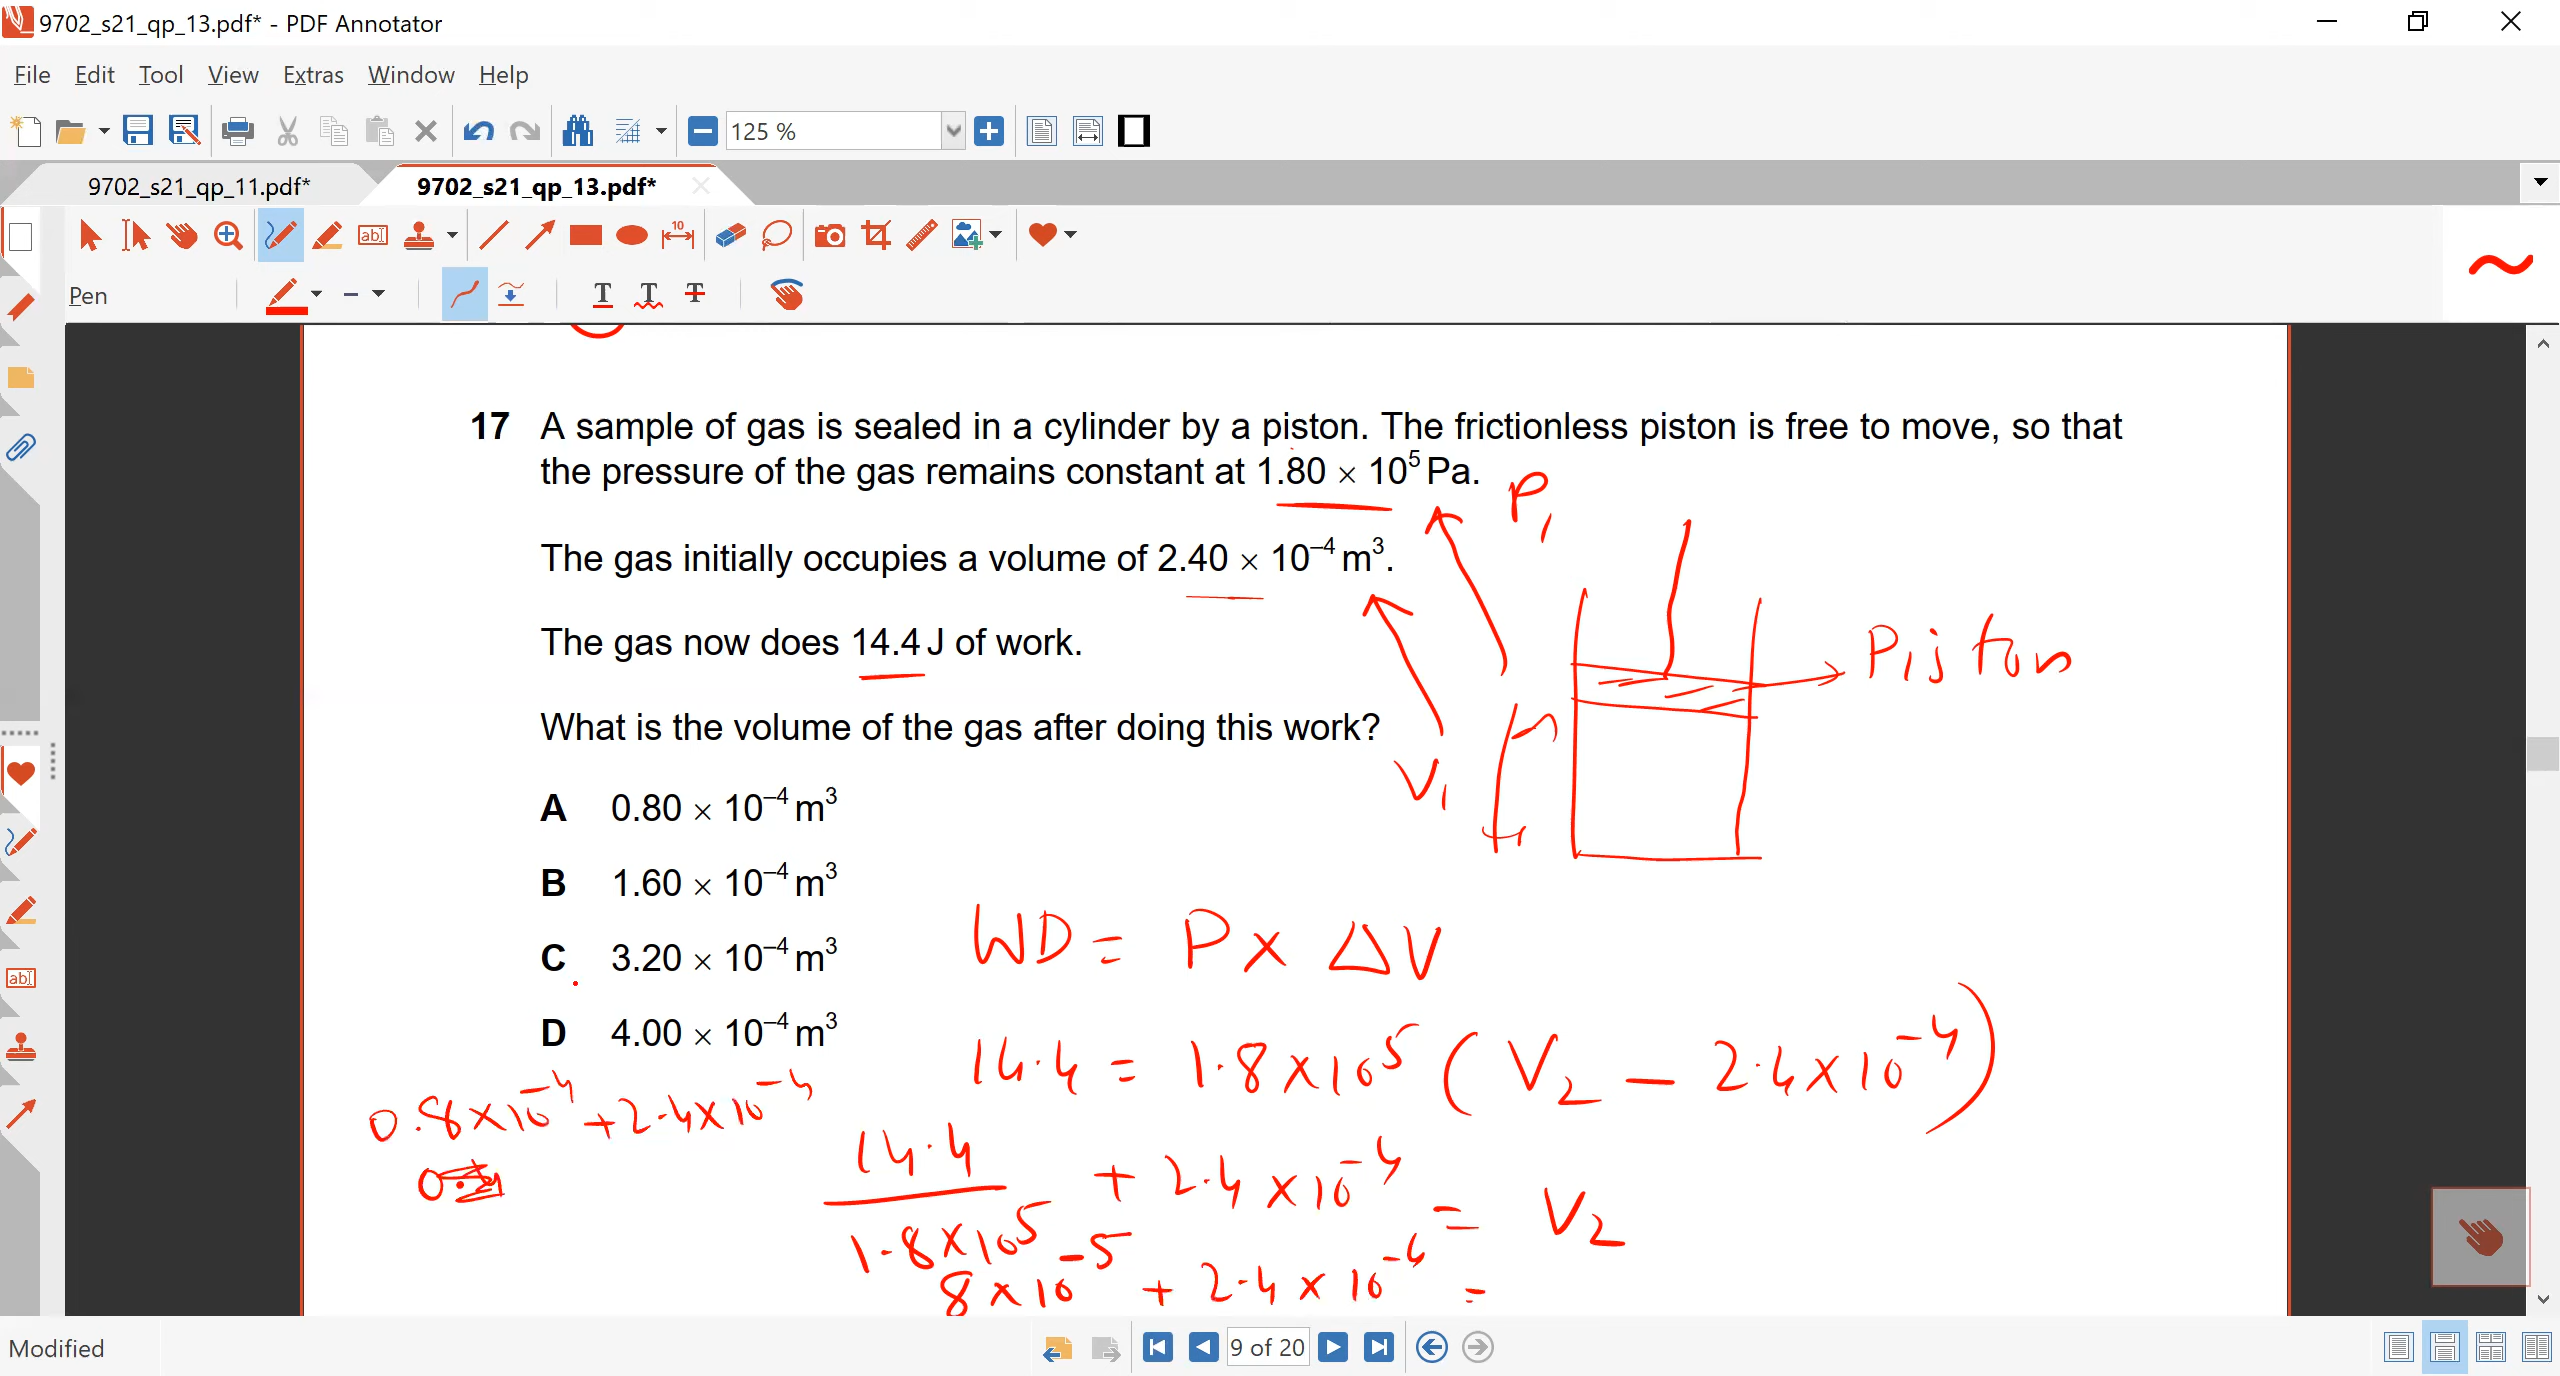 9702_s21_qp_13.pdf* - PDF Annotator
File Edit Tool View Extras Window Help
125 %
9702_s21_qp_11.pdf* 9702_s21_qp_13.pdf*
ab 10
Pen T T T
17 A sample of gas is sealed in a cylinder by a piston. The frictionless piston is free to move, so that
the pressure of the gas remains constant at 1.80 × 10⁵ Pa.
P₁
The gas initially occupies a volume of 2.40 × 10⁻⁴ m³.
The gas now does 14.4 J of work.
Piston
What is the volume of the gas after doing this work?
V₁
A 0.80 × 10⁻⁴ m³
B 1.60 × 10⁻⁴ m³
C 3.20 × 10⁻⁴ m³
D 4.00 × 10⁻⁴ m³
WD = P × ΔV
14.4 = 1.8×10⁵ (V₂ − 2.4×10⁻⁴)
0.8×10⁻⁴ + 2.4×10⁻⁴
14.4 / 1.8×10⁵ + 2.4×10⁻⁴ = V₂
8×10⁻⁵ + 2.4×10⁻⁴ =
ab
Modified 9 of 20